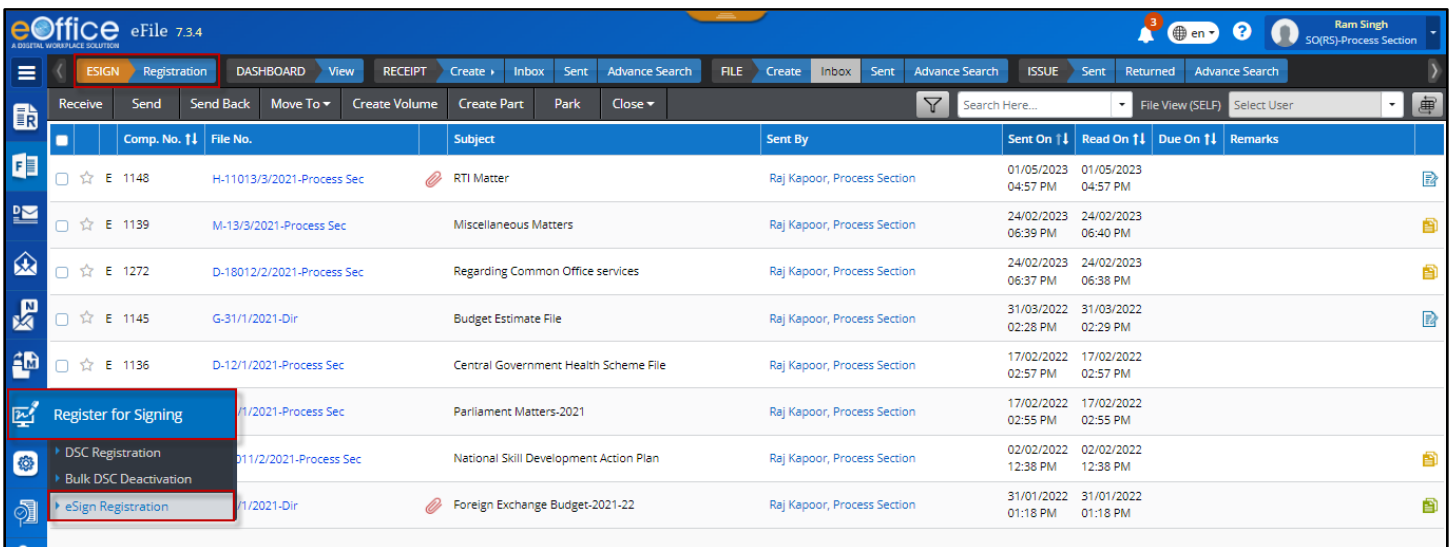 eOffice eFile 7.3.4
A DIGITAL WORKPLACE SOLUTION
3
en
?
Ram Singh
SO(RS)-Process Section
ESIGN Registration DASHBOARD View RECEIPT Create Inbox Sent Advance Search FILE Create Inbox Sent Advance Search ISSUE Sent Returned Advance Search
Receive Send Send Back Move To Create Volume Create Part Park Close Search Here... File View (SELF) Select User
Comp. No. File No. Subject Sent By Sent On Read On Due On Remarks
E 1148 H-11013/3/2021-Process Sec RTI Matter Raj Kapoor, Process Section 01/05/2023 01/05/2023
04:57 PM 04:57 PM
E 1139 M-13/3/2021-Process Sec Miscellaneous Matters Raj Kapoor, Process Section 24/02/2023 24/02/2023
06:39 PM 06:40 PM
E 1272 D-18012/2/2021-Process Sec Regarding Common Office services Raj Kapoor, Process Section 24/02/2023 24/02/2023
06:37 PM 06:38 PM
E 1145 G-31/1/2021-Dir Budget Estimate File Raj Kapoor, Process Section 31/03/2022 31/03/2022
02:28 PM 02:29 PM
E 1136 D-12/1/2021-Process Sec Central Government Health Scheme File Raj Kapoor, Process Section 17/02/2022 17/02/2022
02:57 PM 02:57 PM
Register for Signing /1/2021-Process Sec Parliament Matters-2021 Raj Kapoor, Process Section 17/02/2022 17/02/2022
02:55 PM 02:55 PM
DSC Registration 011/2/2021-Process Sec National Skill Development Action Plan Raj Kapoor, Process Section 02/02/2022 02/02/2022
12:38 PM 12:38 PM
Bulk DSC Deactivation
eSign Registration /1/2021-Dir Foreign Exchange Budget-2021-22 Raj Kapoor, Process Section 31/01/2022 31/01/2022
01:18 PM 01:18 PM